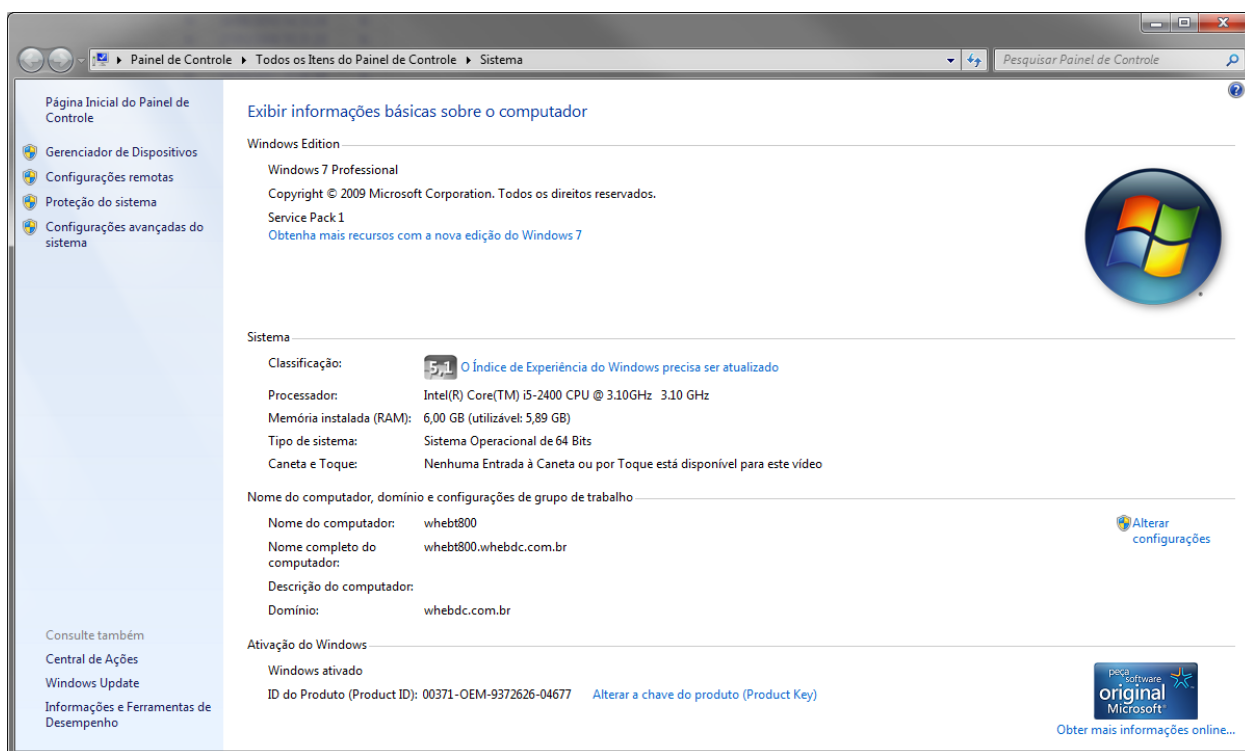 Painel de Controle ▸ Todos os Itens do Painel de Controle ▸ Sistema
Pesquisar Painel de Controle
Página Inicial do Painel de
Controle
Gerenciador de Dispositivos
Configurações remotas
Proteção do sistema
Configurações avançadas do
sistema
Consulte também
Central de Ações
Windows Update
Informações e Ferramentas de
Desempenho
Exibir informações básicas sobre o computador
Windows Edition
Windows 7 Professional
Copyright © 2009 Microsoft Corporation. Todos os direitos reservados.
Service Pack 1
Obtenha mais recursos com a nova edição do Windows 7
Sistema
Classificação: 5,1 O Índice de Experiência do Windows precisa ser atualizado
Processador: Intel(R) Core(TM) i5-2400 CPU @ 3.10GHz 3.10 GHz
Memória instalada (RAM): 6,00 GB (utilizável: 5,89 GB)
Tipo de sistema: Sistema Operacional de 64 Bits
Caneta e Toque: Nenhuma Entrada à Caneta ou por Toque está disponível para este vídeo
Nome do computador, domínio e configurações de grupo de trabalho
Nome do computador: whebt800
Alterar
configurações
Nome completo do
computador: whebt800.whebdc.com.br
Descrição do computador:
Domínio: whebdc.com.br
Ativação do Windows
Windows ativado
ID do Produto (Product ID): 00371-OEM-9372626-04677 Alterar a chave do produto (Product Key)
peça
software
original
Microsoft
Obter mais informações online...